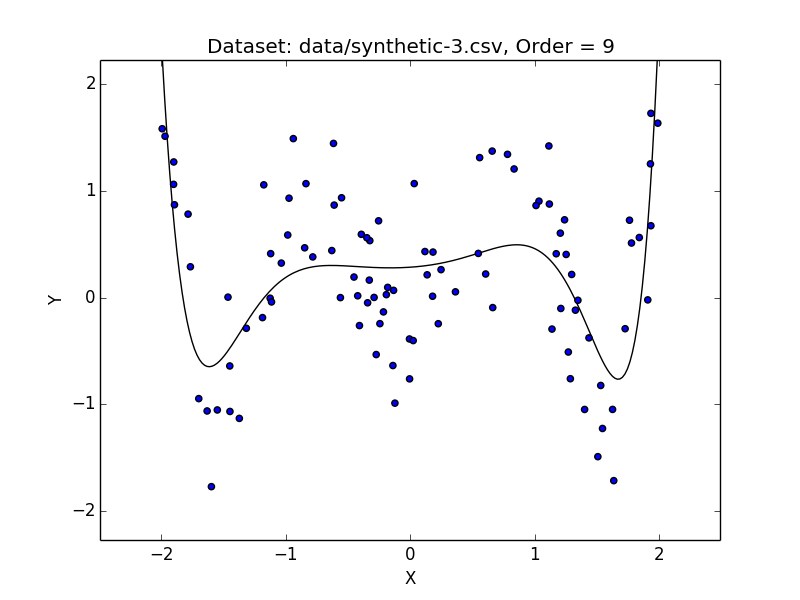 Dataset: data/synthetic-3.csv, Order = 9
2
1
0
−1
−2
Y
−2 −1 0 1 2
X